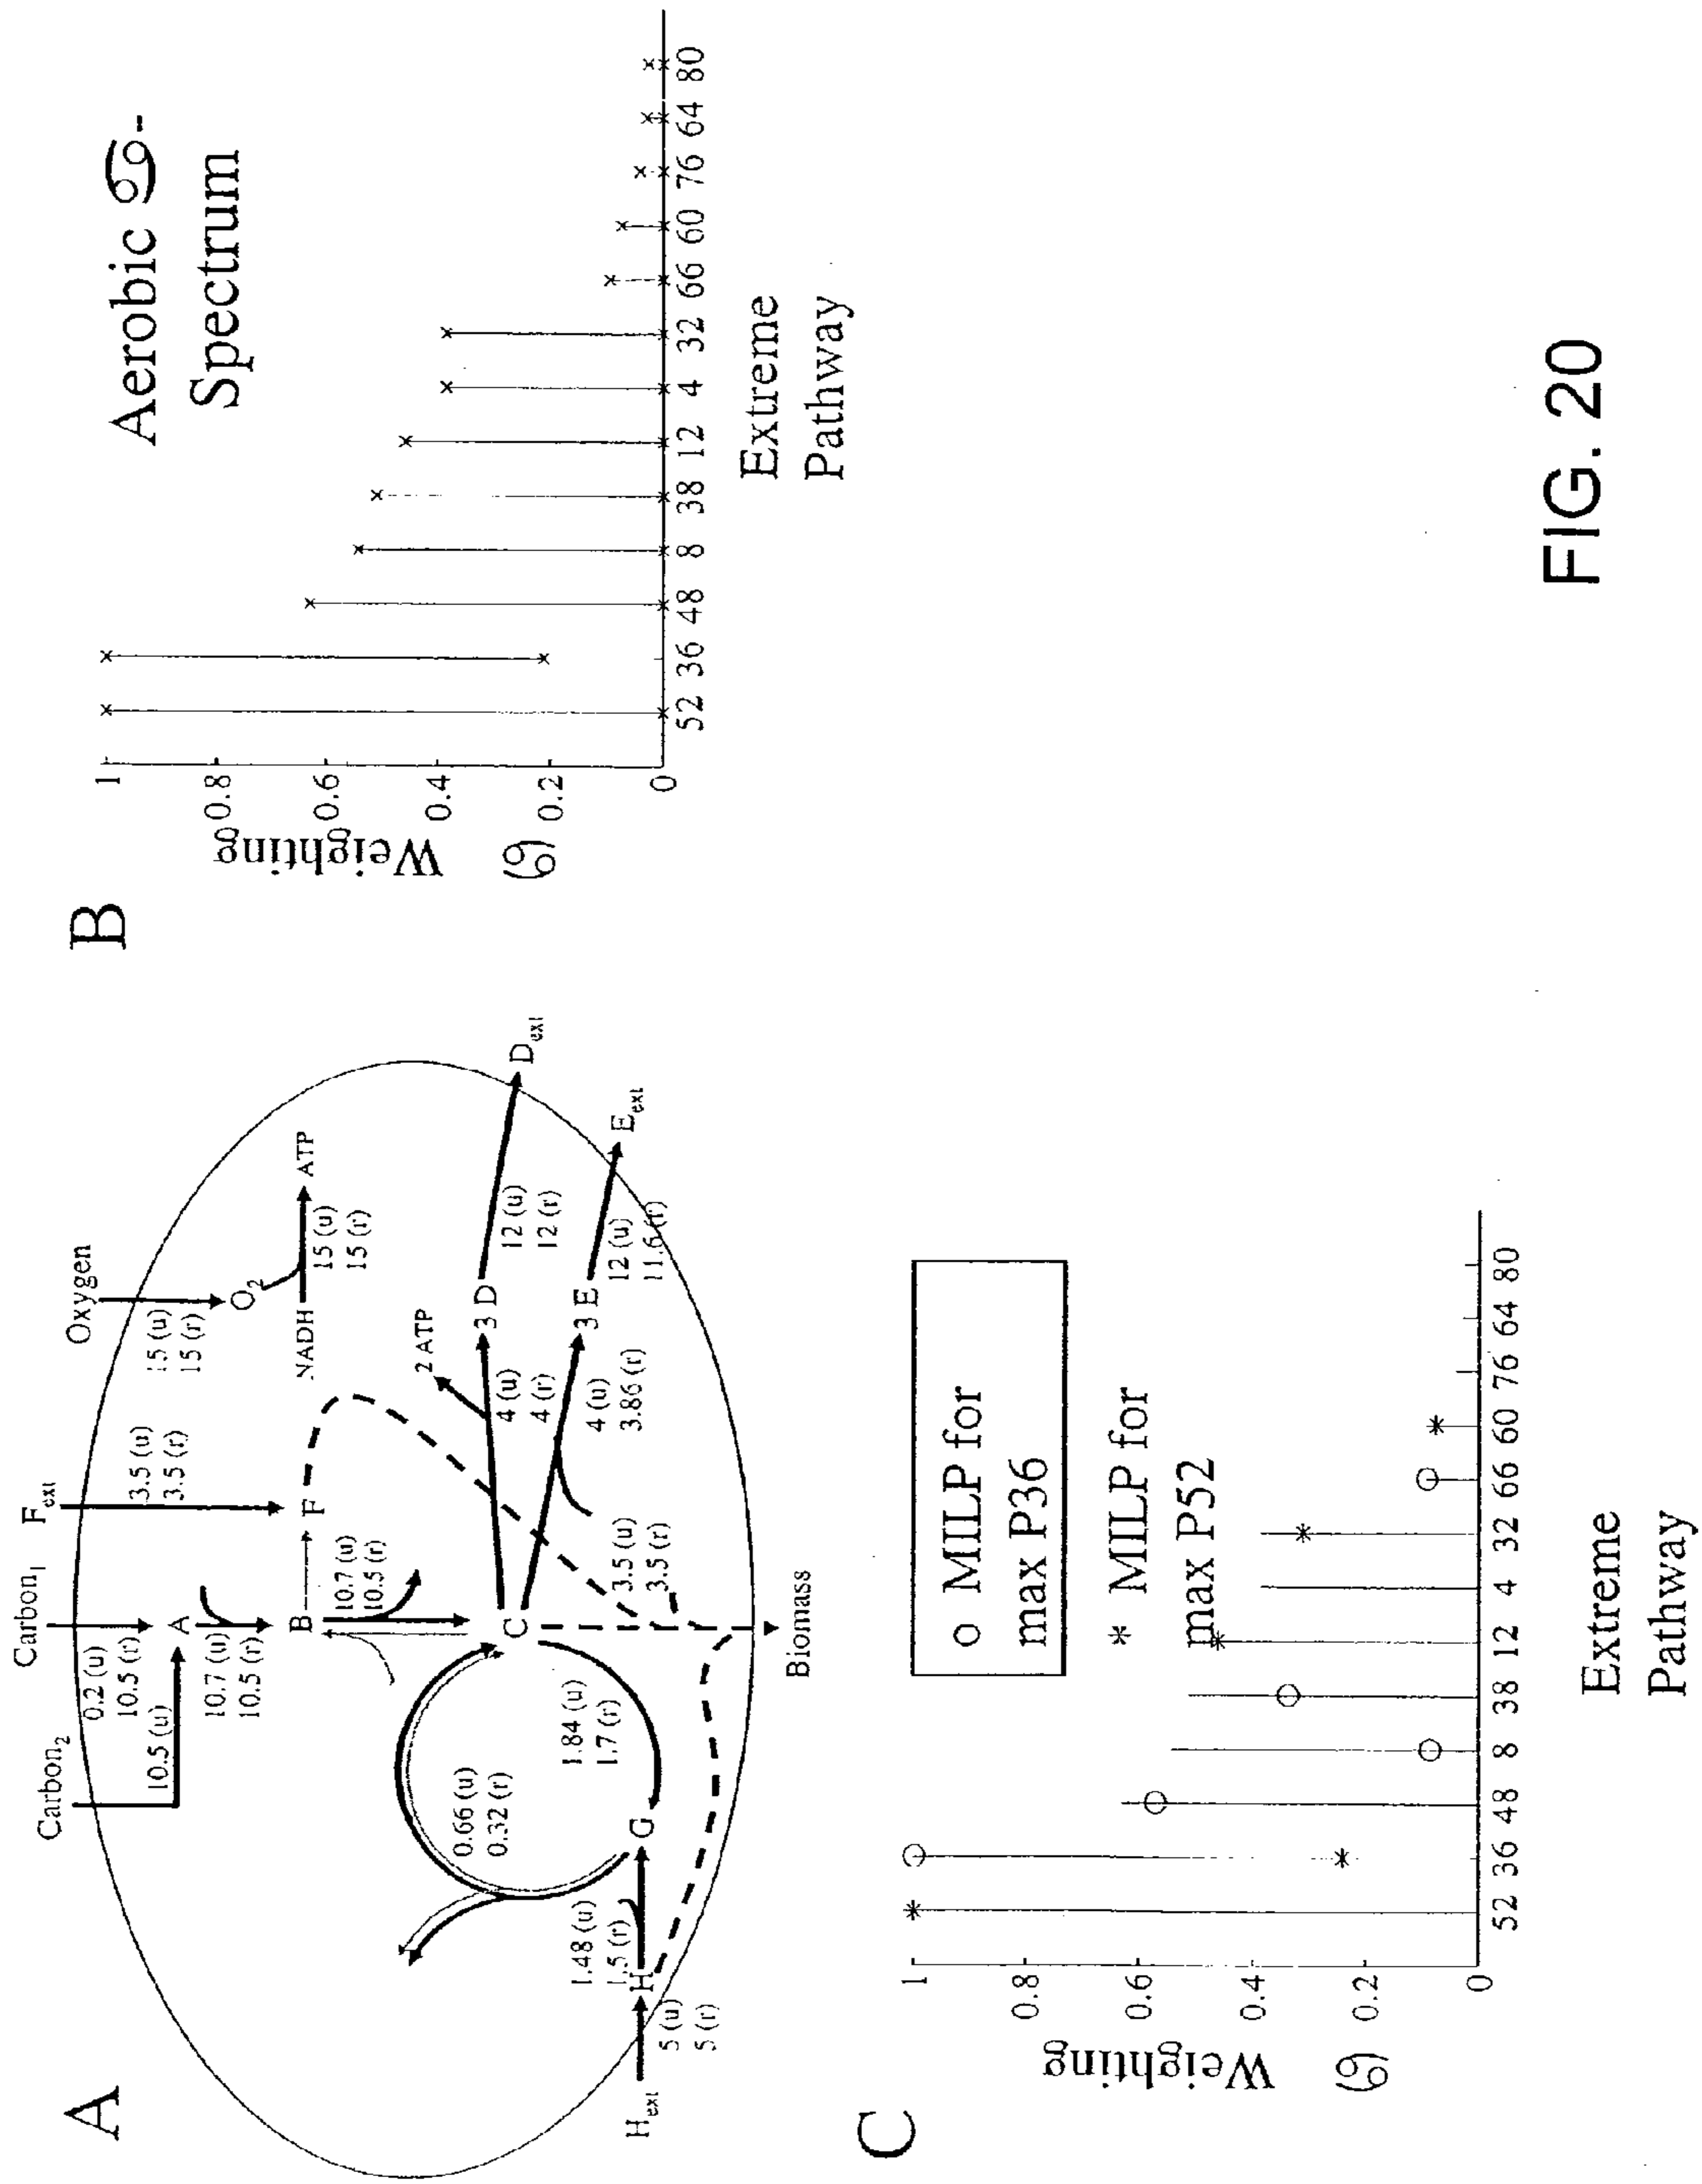 A
Carbon2
Carbon1
Fext
Oxygen
0.2 (u)
10.5 (r)
10.5 (u)
3.5 (u)
3.5 (r)
15 (u)
15 (r)
A
O2
10.7 (u)
10.5 (r)
B
F
NADH
ATP
15 (u)
15 (r)
10.7 (u)
10.5 (r)
2 ATP
C
3 D
Dext
4 (u)
4 (r)
12 (u)
12 (r)
0.66 (u)
0.32 (r)
1.84 (u)
1.7 (r)
4 (u)
3.86 (r)
3 E
Eext
12 (u)
11.6 (r)
3.5 (u)
3.5 (r)
G
H
Hext
1.48 (u)
1.5 (r)
5 (u)
5 (r)
Biomass
B
Aerobic
Spectrum
Weighting
1
0.8
0.6
0.4
0.2
0
52 36 48 8 38 12 4 32 66 60 76 64 80
Extreme
Pathway
C
o MILP for
max P36
* MILP for
max P52
Weighting
1
0.8
0.6
0.4
0.2
0
52 36 48 8 38 12 4 32 66 60 76 64 80
Extreme
Pathway
FIG. 20